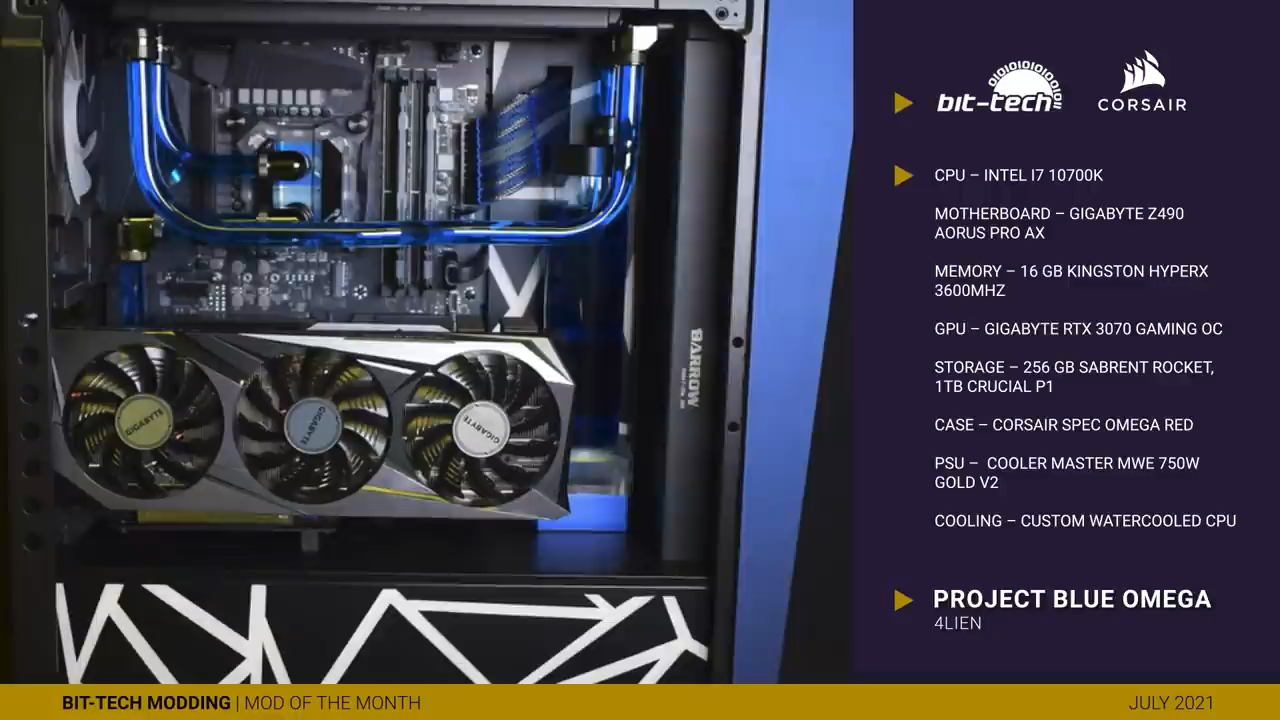 bit-tech
CORSAIR
CPU – INTEL I7 10700K
MOTHERBOARD – GIGABYTE Z490
AORUS PRO AX
MEMORY – 16 GB KINGSTON HYPERX
3600MHZ
GPU – GIGABYTE RTX 3070 GAMING OC
STORAGE – 256 GB SABRENT ROCKET,
1TB CRUCIAL P1
CASE – CORSAIR SPEC OMEGA RED
PSU –  COOLER MASTER MWE 750W
GOLD V2
COOLING – CUSTOM WATERCOOLED CPU
PROJECT BLUE OMEGA
4LIEN
BARROW
GIGABYTE
GIGABYTE
GIGABYTE
BIT-TECH MODDING | MOD OF THE MONTH
JULY 2021